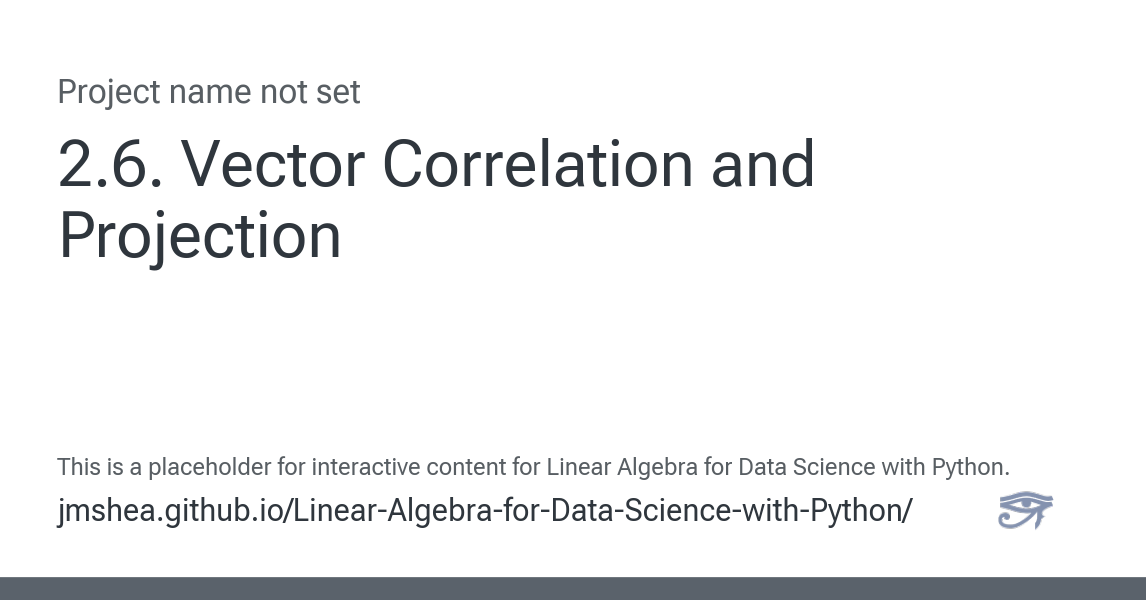 Project name not set
2.6. Vector Correlation and
Projection
This is a placeholder for interactive content for Linear Algebra for Data Science with Python.
jmshea.github.io/Linear-Algebra-for-Data-Science-with-Python/